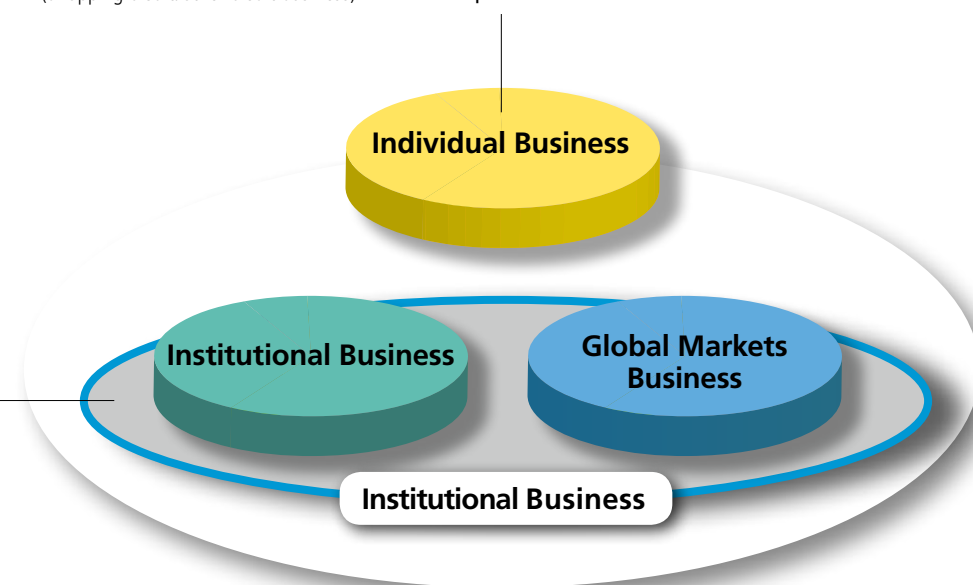 Individual Business
Institutional Business
Global Markets
Business
Institutional Business